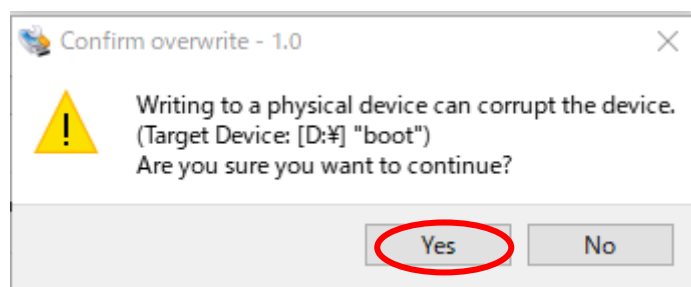 Confirm overwrite - 1.0
Writing to a physical device can corrupt the device.
(Target Device: [D:¥] "boot")
Are you sure you want to continue?
Yes
No